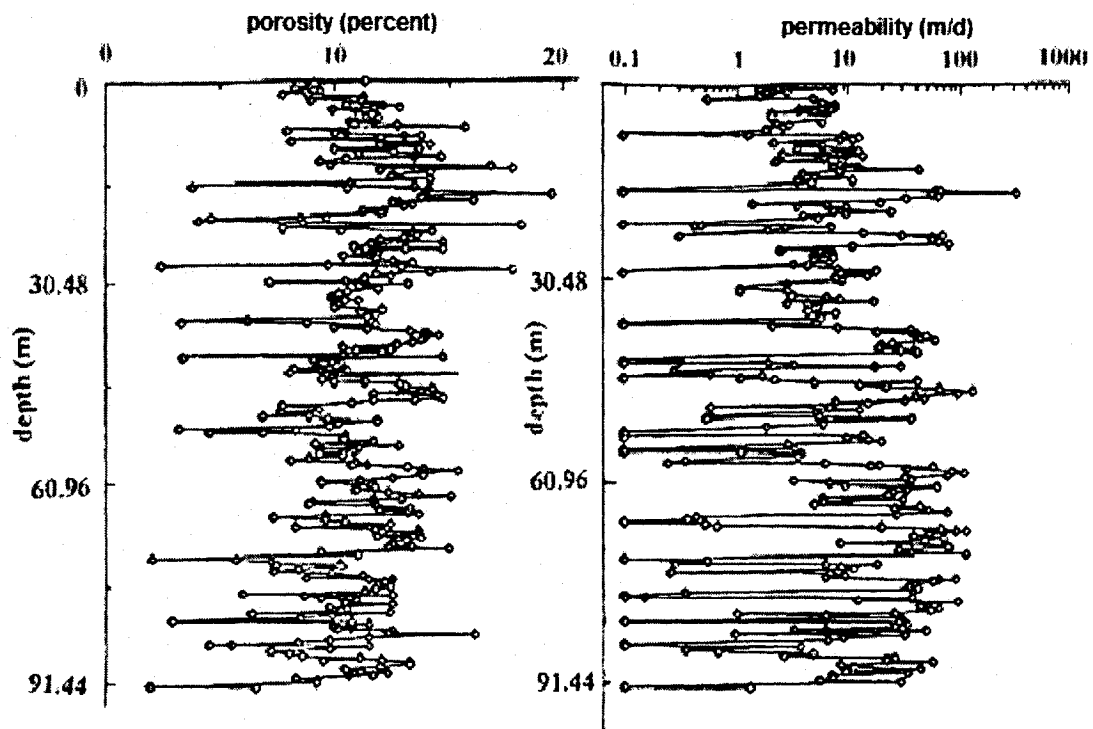 porosity (percent)
permeability (m/d)
0 10 20
0.1 1 10 100 1000
0
30.48
60.96
91.44
depth (m)
30.48
60.96
91.44
depth (m)